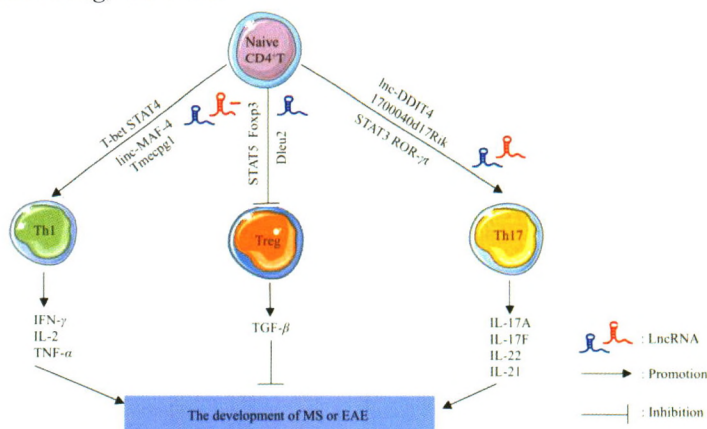 Naive
CD4+T
T-bet STAT4
linc-MAF-4
Tmecpg1
STAT5 Foxp3
Dleu2
lnc-DDIT4
1700040d17Rik
STAT3 ROR-γt
Th1
Treg
Th17
IFN-γ
IL-2
TNF-α
TGF-β
IL-17A
IL-17F
IL-22
IL-21
: LncRNA
: Promotion
: Inhibition
The development of MS or EAE